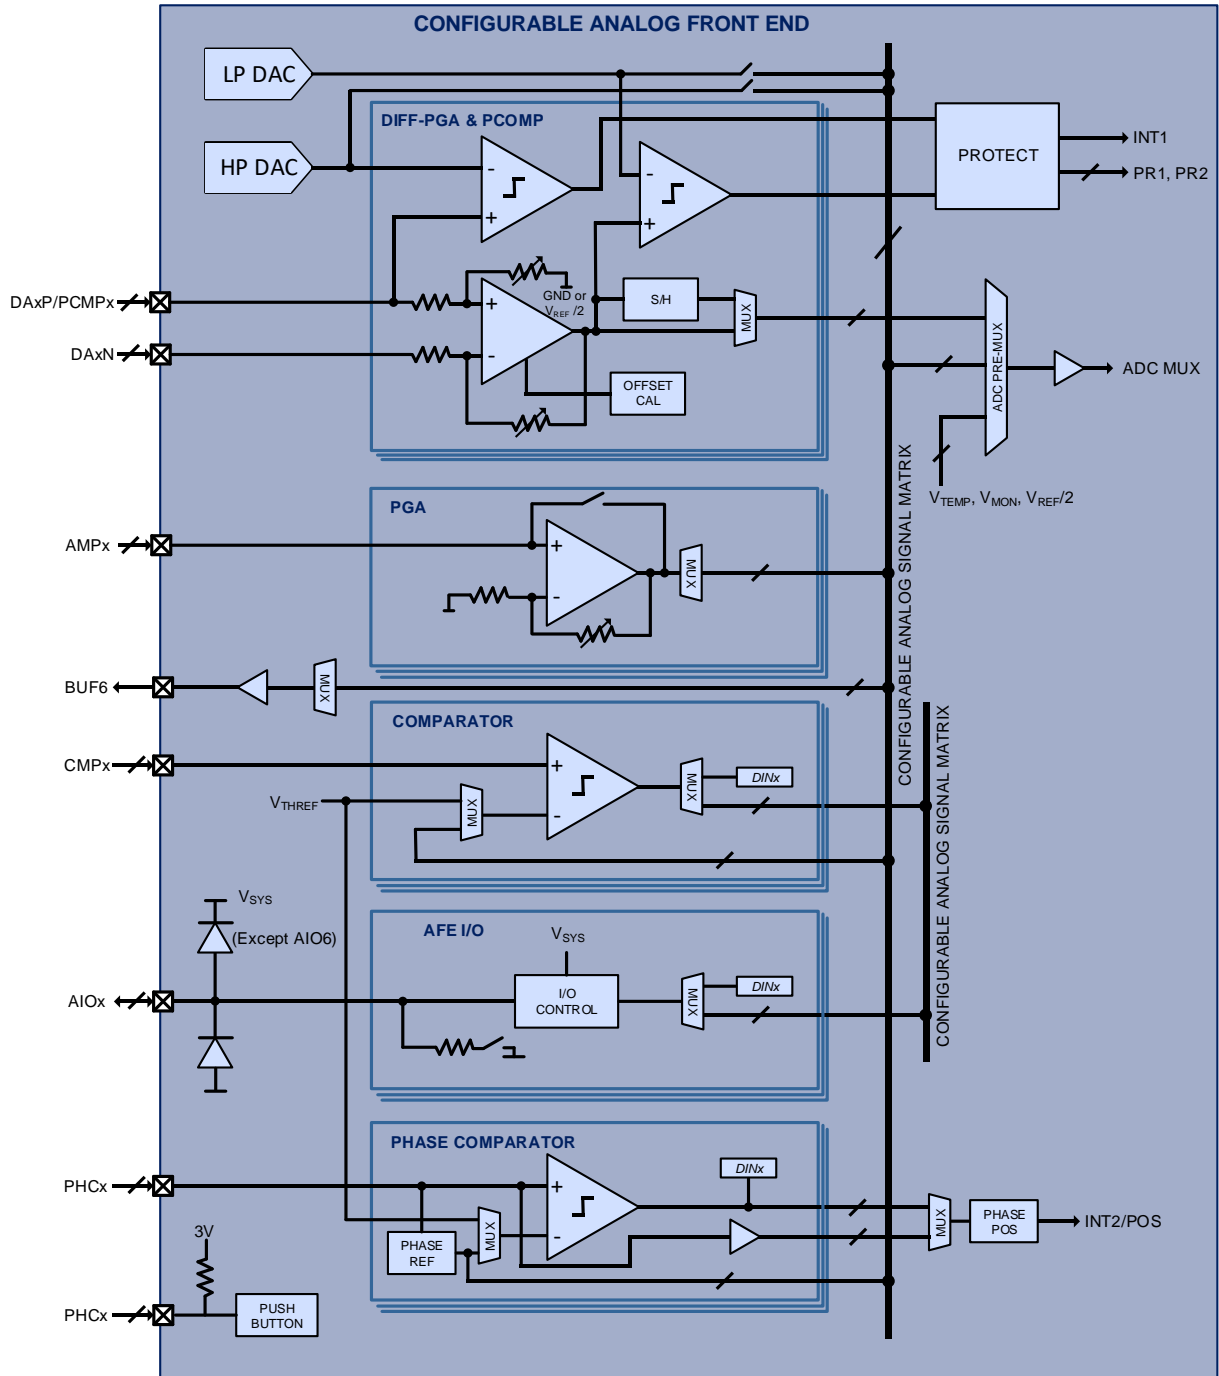 CONFIGURABLE ANALOG FRONT END
LP DAC
HP DAC
DIFF-PGA & PCOMP
-
+
-
+
PROTECT
INT1
PR1, PR2
DAxP/PCMPx
DAxN
+
-
GND or
VREF /2
S/H
MUX
OFFSET
CAL
ADC PRE-MUX
ADC MUX
VTEMP, VMON, VREF/2
CONFIGURABLE ANALOG SIGNAL MATRIX
PGA
AMPx
+
-
MUX
BUF6
MUX
COMPARATOR
CMPx
+
-
VTHREF
MUX
MUX
DINx
CONFIGURABLE ANALOG SIGNAL MATRIX
AFE I/O
VSYS
(Except AIO6)
AIOx
VSYS
I/O
CONTROL
MUX
DINx
PHASE COMPARATOR
PHCx
+
-
PHASE
REF
MUX
DINx
MUX
PHASE
POS
INT2/POS
3V
PHCx
PUSH
BUTTON